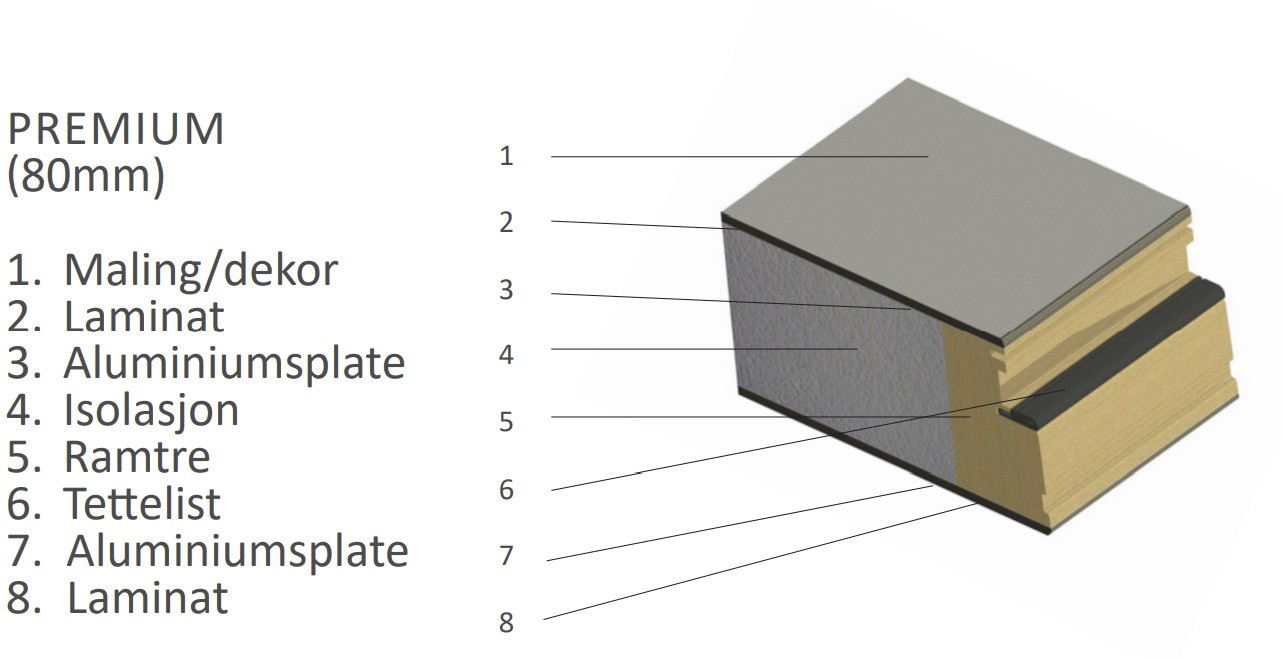 PREMIUM
(80mm)
1. Maling/dekor
2. Laminat
3. Aluminiumsplate
4. Isolasjon
5. Ramtre
6. Tettelist
7. Aluminiumsplate
8. Laminat
1
2
3
4
5
6
7
8